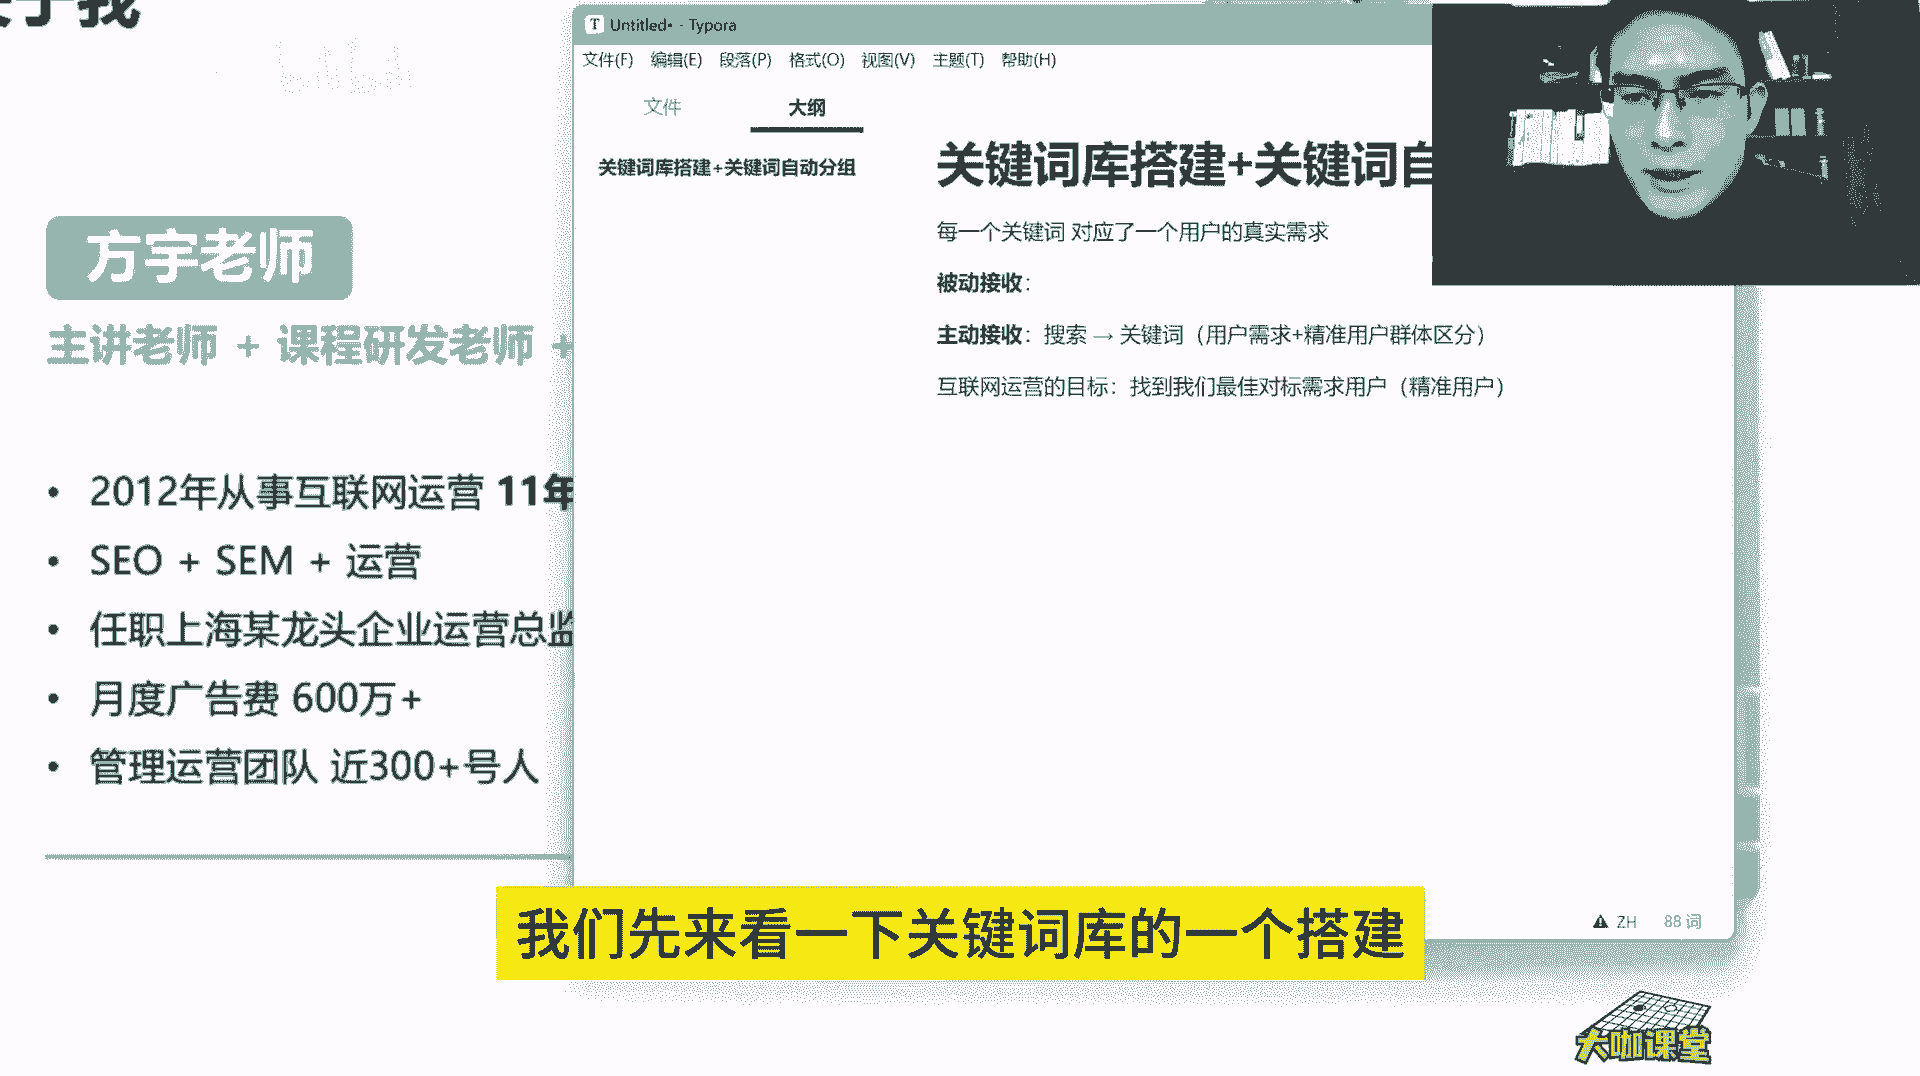 于我
方宇老师
主讲老师 + 课程研发老师 +
• 2012年从事互联网运营 11年
• SEO + SEM + 运营
• 任职上海某龙头企业运营总监
• 月度广告费 600万+
• 管理运营团队 近300+号人
Untitled• - Typora
文件(F) 编辑(E) 段落(P) 格式(O) 视图(V) 主题(T) 帮助(H)
文件 大纲
关键词库搭建+关键词自动分组
关键词库搭建+关键词自
每一个关键词 对应了一个用户的真实需求
被动接收：
主动接收：搜索 → 关键词（用户需求+精准用户群体区分）
互联网运营的目标：找到我们最佳对标需求用户（精准用户）
ZH 88 词
我们先来看一下关键词库的一个搭建
大咖课堂